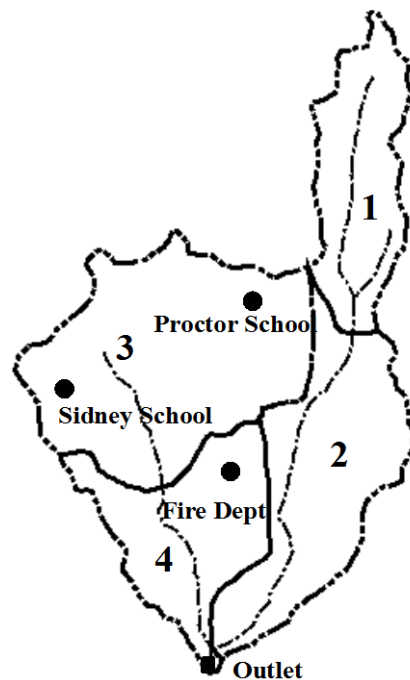 1
Proctor School
3
Sidney School
2
Fire Dept
4
Outlet